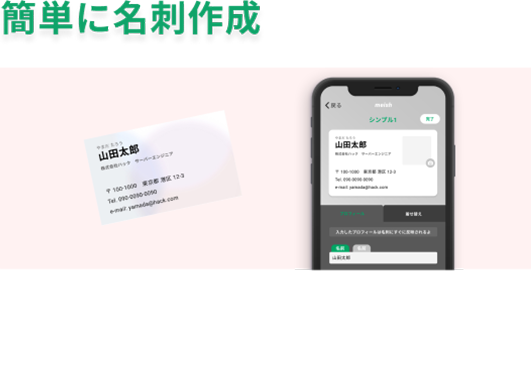 簡単に名刺作成
やまだ たろう
山田太郎
株式会社ハック サーバーエンジニア
〒 100-1000 東京都 港区 12-3
Tel. 090-0090-0090
e-mail. yamada@hack.com
戻る
シンプル1
完了
やまだ たろう
山田太郎
株式会社ハック サーバーエンジニア
〒 100-1000 東京都 港区 12-3
Tel. 090-0090-0090
e-mail. yamada@hack.com
着せ替え
入力したプロフィールは名刺にすぐに反映されるよ
名前
名前
山田太郎